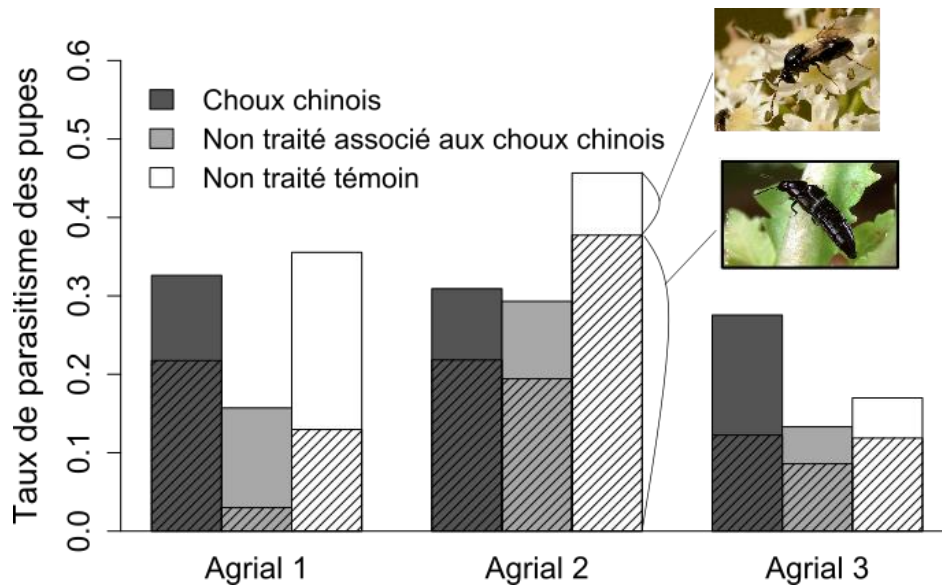 Taux de parasitisme des pupes
0.6
0.5
0.4
0.3
0.2
0.1
0.0
Choux chinois
Non traité associé aux choux chinois
Non traité témoin
Agrial 1
Agrial 2
Agrial 3